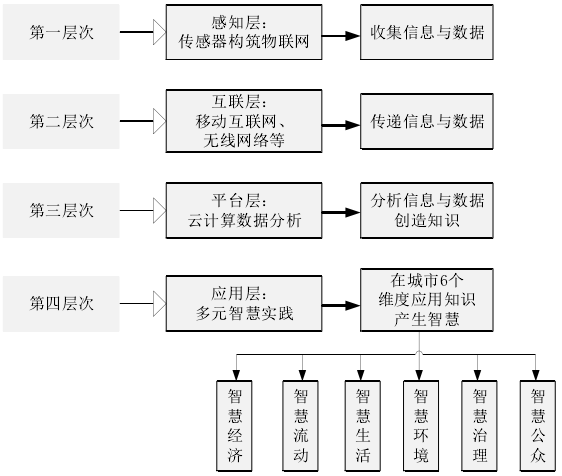 第一层次
感知层：
传感器构筑物联网
收集信息与数据
第二层次
互联层：
移动互联网、
无线网络等
传递信息与数据
第三层次
平台层：
云计算数据分析
分析信息与数据
创造知识
第四层次
应用层：
多元智慧实践
在城市6个
维度应用知识
产生智慧
智慧经济
智慧流动
智慧生活
智慧环境
智慧治理
智慧公众